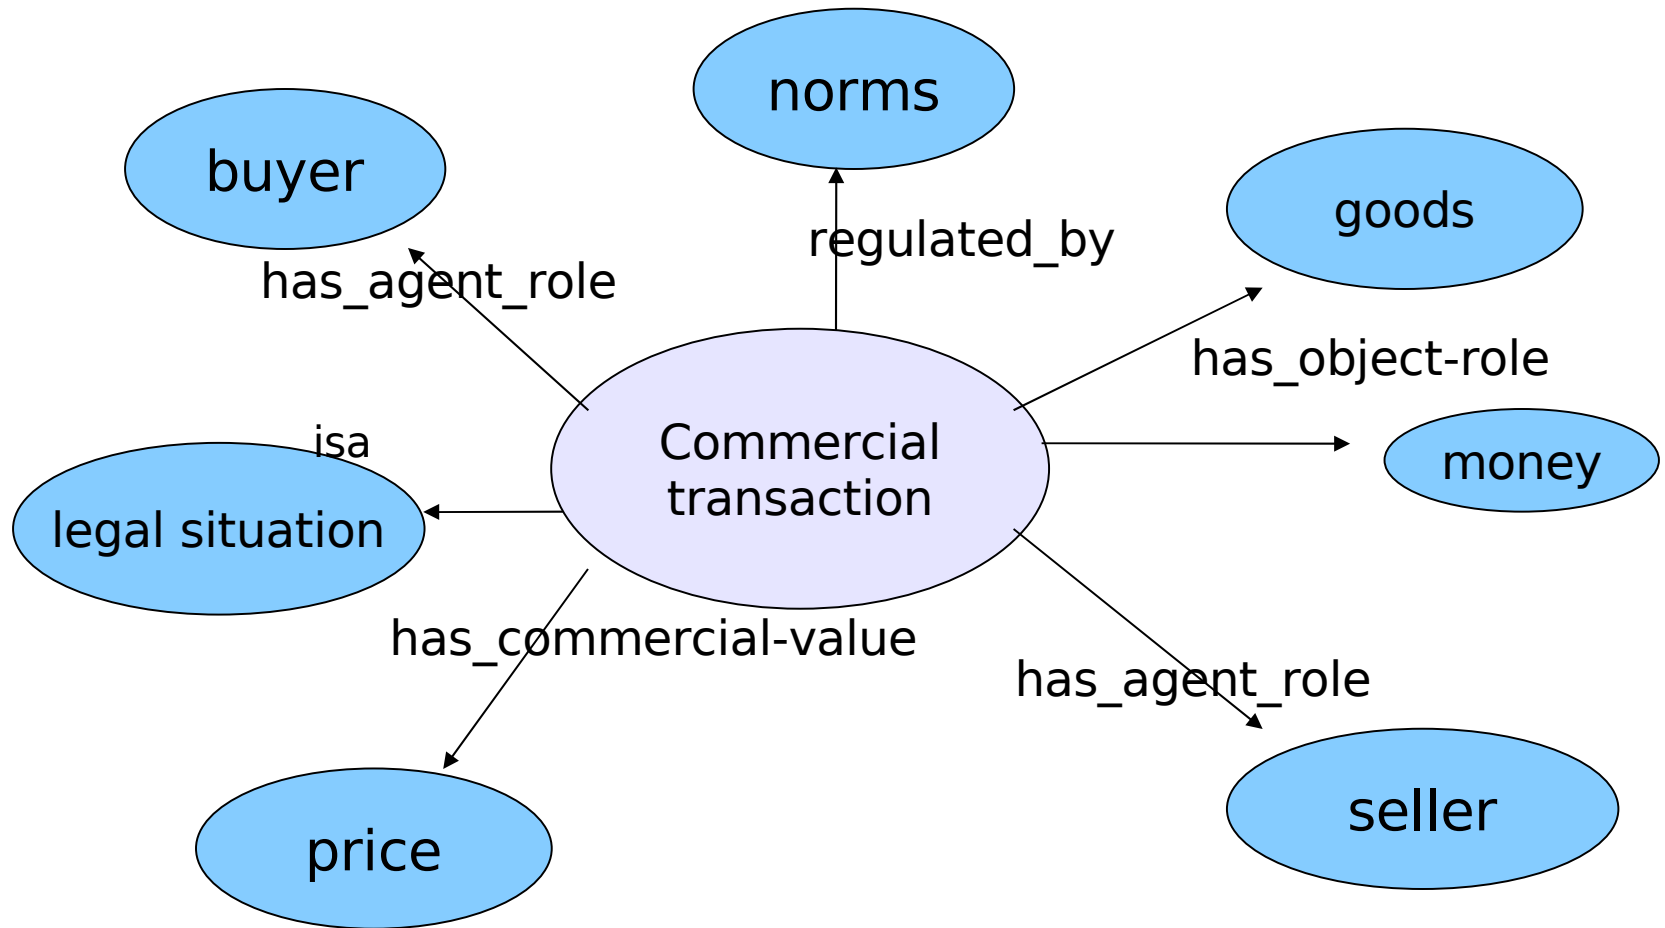 norms
buyer
goods
regulated_by
has_agent_role
has_object-role
isa
Commercial
transaction
money
legal situation
has_commercial-value
has_agent_role
seller
price